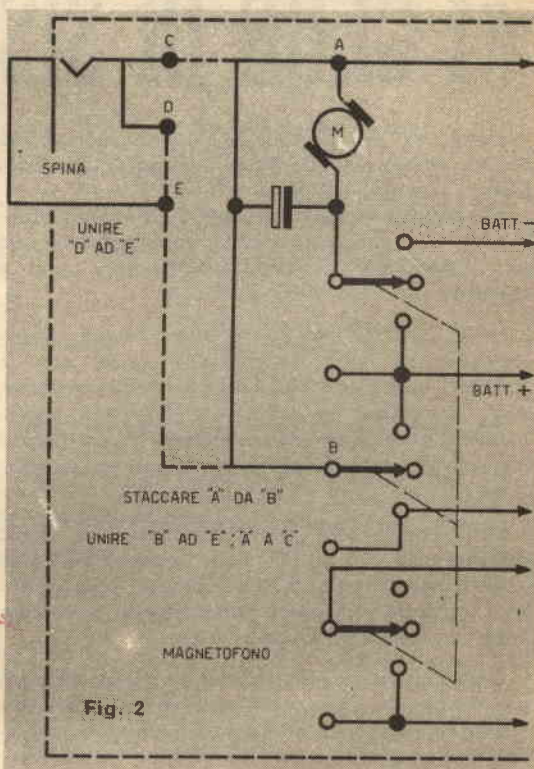 C
A
D
M
SPINA
E
UNIRE
"D" AD "E"
BATT -
BATT +
B
STACCARE "A" DA "B"
UNIRE "B" AD "E"; "A" A "C"
MAGNETOFONO
Fig. 2